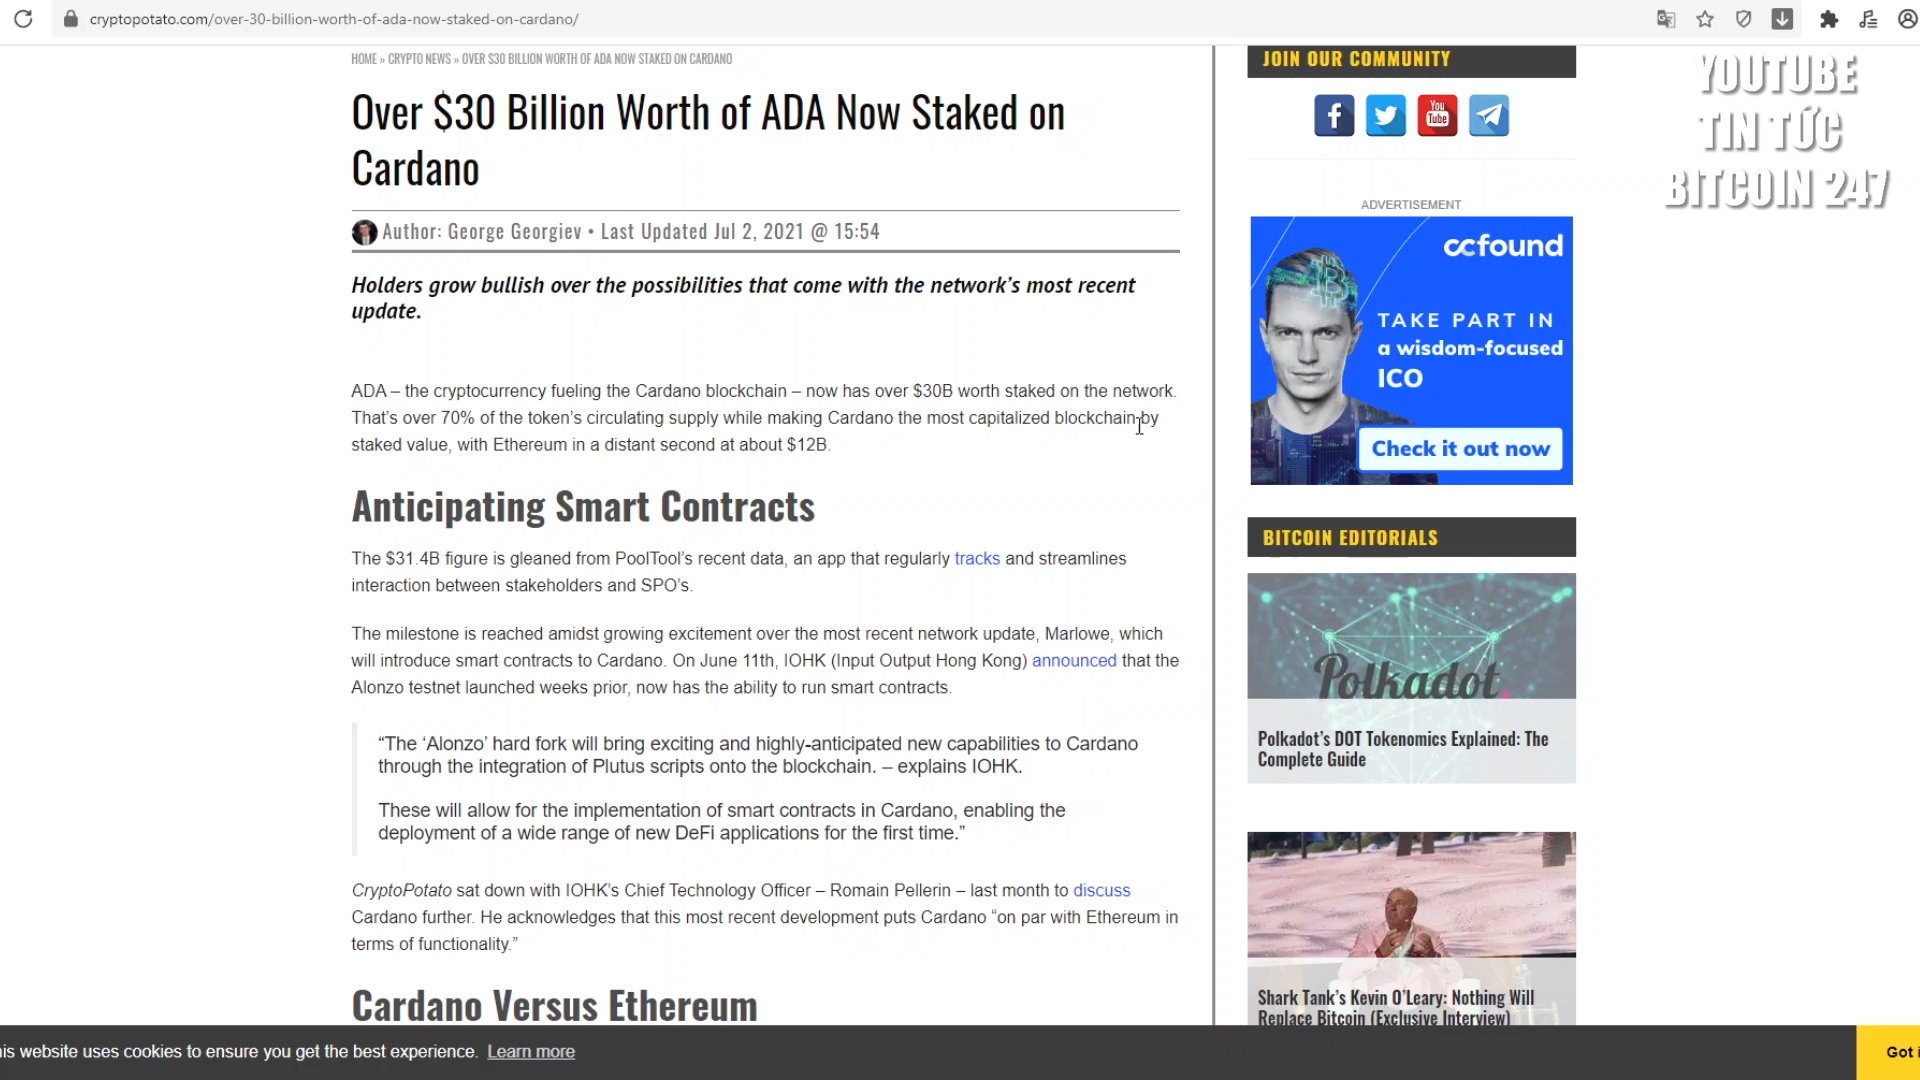 cryptopotato.com/over-30-billion-worth-of-ada-now-staked-on-cardano/
HOME » CRYPTO NEWS » OVER $30 BILLION WORTH OF ADA NOW STAKED ON CARDANO
Over $30 Billion Worth of ADA Now Staked on
Cardano
Author: George Georgiev • Last Updated Jul 2, 2021 @ 15:54
Holders grow bullish over the possibilities that come with the network's most recent
update.
ADA – the cryptocurrency fueling the Cardano blockchain – now has over $30B worth staked on the network.
That's over 70% of the token's circulating supply while making Cardano the most capitalized blockchain by
staked value, with Ethereum in a distant second at about $12B.
Anticipating Smart Contracts
The $31.4B figure is gleaned from PoolTool's recent data, an app that regularly tracks and streamlines
interaction between stakeholders and SPO's.
The milestone is reached amidst growing excitement over the most recent network update, Marlowe, which
will introduce smart contracts to Cardano. On June 11th, IOHK (Input Output Hong Kong) announced that the
Alonzo testnet launched weeks prior, now has the ability to run smart contracts.
“The ‘Alonzo’ hard fork will bring exciting and highly-anticipated new capabilities to Cardano
through the integration of Plutus scripts onto the blockchain. – explains IOHK.
These will allow for the implementation of smart contracts in Cardano, enabling the
deployment of a wide range of new DeFi applications for the first time.”
CryptoPotato sat down with IOHK's Chief Technology Officer – Romain Pellerin – last month to discuss
Cardano further. He acknowledges that this most recent development puts Cardano “on par with Ethereum in
terms of functionality.”
Cardano Versus Ethereum
JOIN OUR COMMUNITY
You
Tube
ADVERTISEMENT
ccfound
TAKE PART IN
a wisdom-focused
ICO
Check it out now
BITCOIN EDITORIALS
Polkadot.
Polkadot's DOT Tokenomics Explained: The
Complete Guide
Shark Tank's Kevin O'Leary: Nothing Will
Replace Bitcoin (Exclusive Interview)
YOUTUBE
TIN TỨC
BITCOIN 247
is website uses cookies to ensure you get the best experience. Learn more
Got i